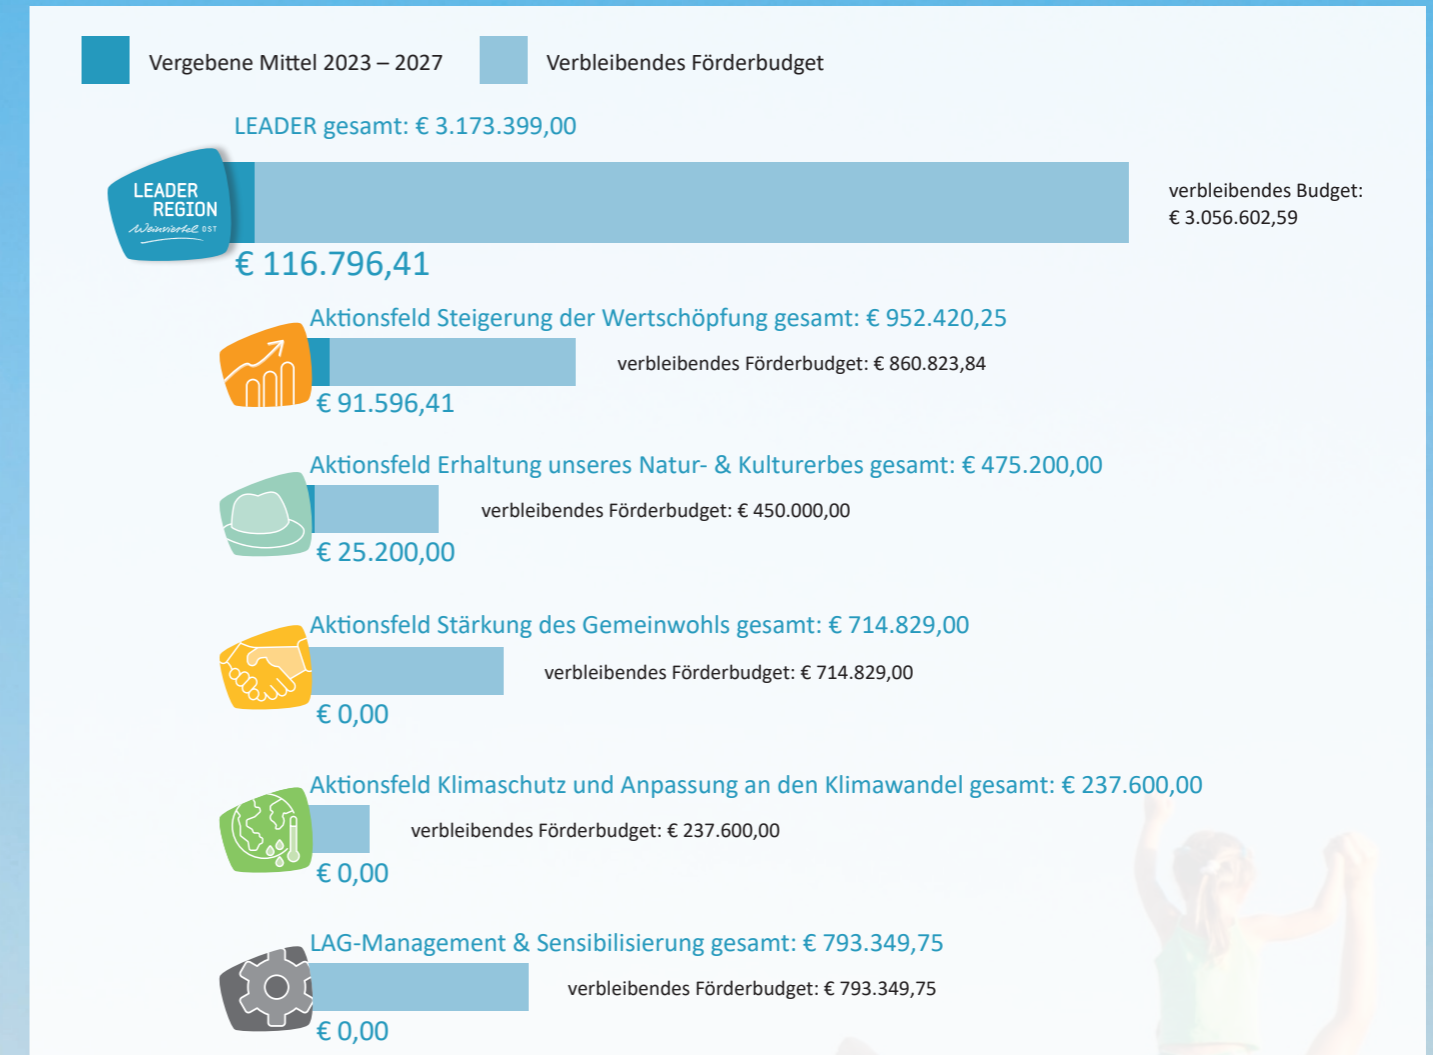 Vergebene Mittel 2023 – 2027
Verbleibendes Förderbudget
LEADER gesamt: € 3.173.399,00
LEADER
REGION
Weinviertel OST
verbleibendes Budget:
€ 3.056.602,59
€ 116.796,41
Aktionsfeld Steigerung der Wertschöpfung gesamt: € 952.420,25
verbleibendes Förderbudget: € 860.823,84
€ 91.596,41
Aktionsfeld Erhaltung unseres Natur- & Kulturerbes gesamt: € 475.200,00
verbleibendes Förderbudget: € 450.000,00
€ 25.200,00
Aktionsfeld Stärkung des Gemeinwohls gesamt: € 714.829,00
verbleibendes Förderbudget: € 714.829,00
€ 0,00
Aktionsfeld Klimaschutz und Anpassung an den Klimawandel gesamt: € 237.600,00
verbleibendes Förderbudget: € 237.600,00
€ 0,00
LAG-Management & Sensibilisierung gesamt: € 793.349,75
verbleibendes Förderbudget: € 793.349,75
€ 0,00